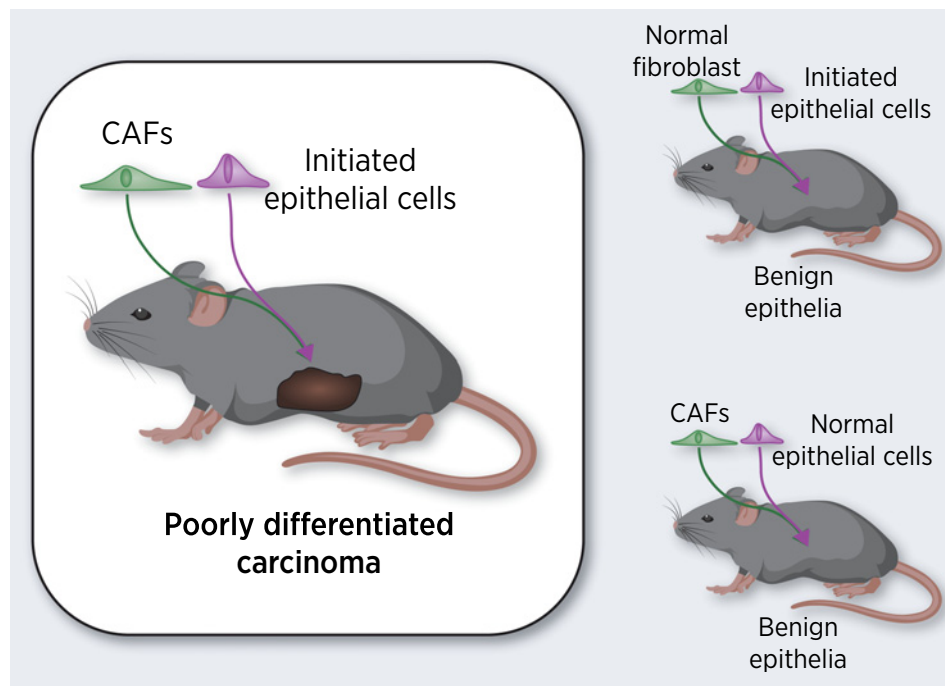 CAFs
Initiated
epithelial cells
Poorly differentiated
carcinoma
Normal
fibroblast
Initiated
epithelial cells
Benign
epithelia
CAFs
Normal
epithelial cells
Benign
epithelia